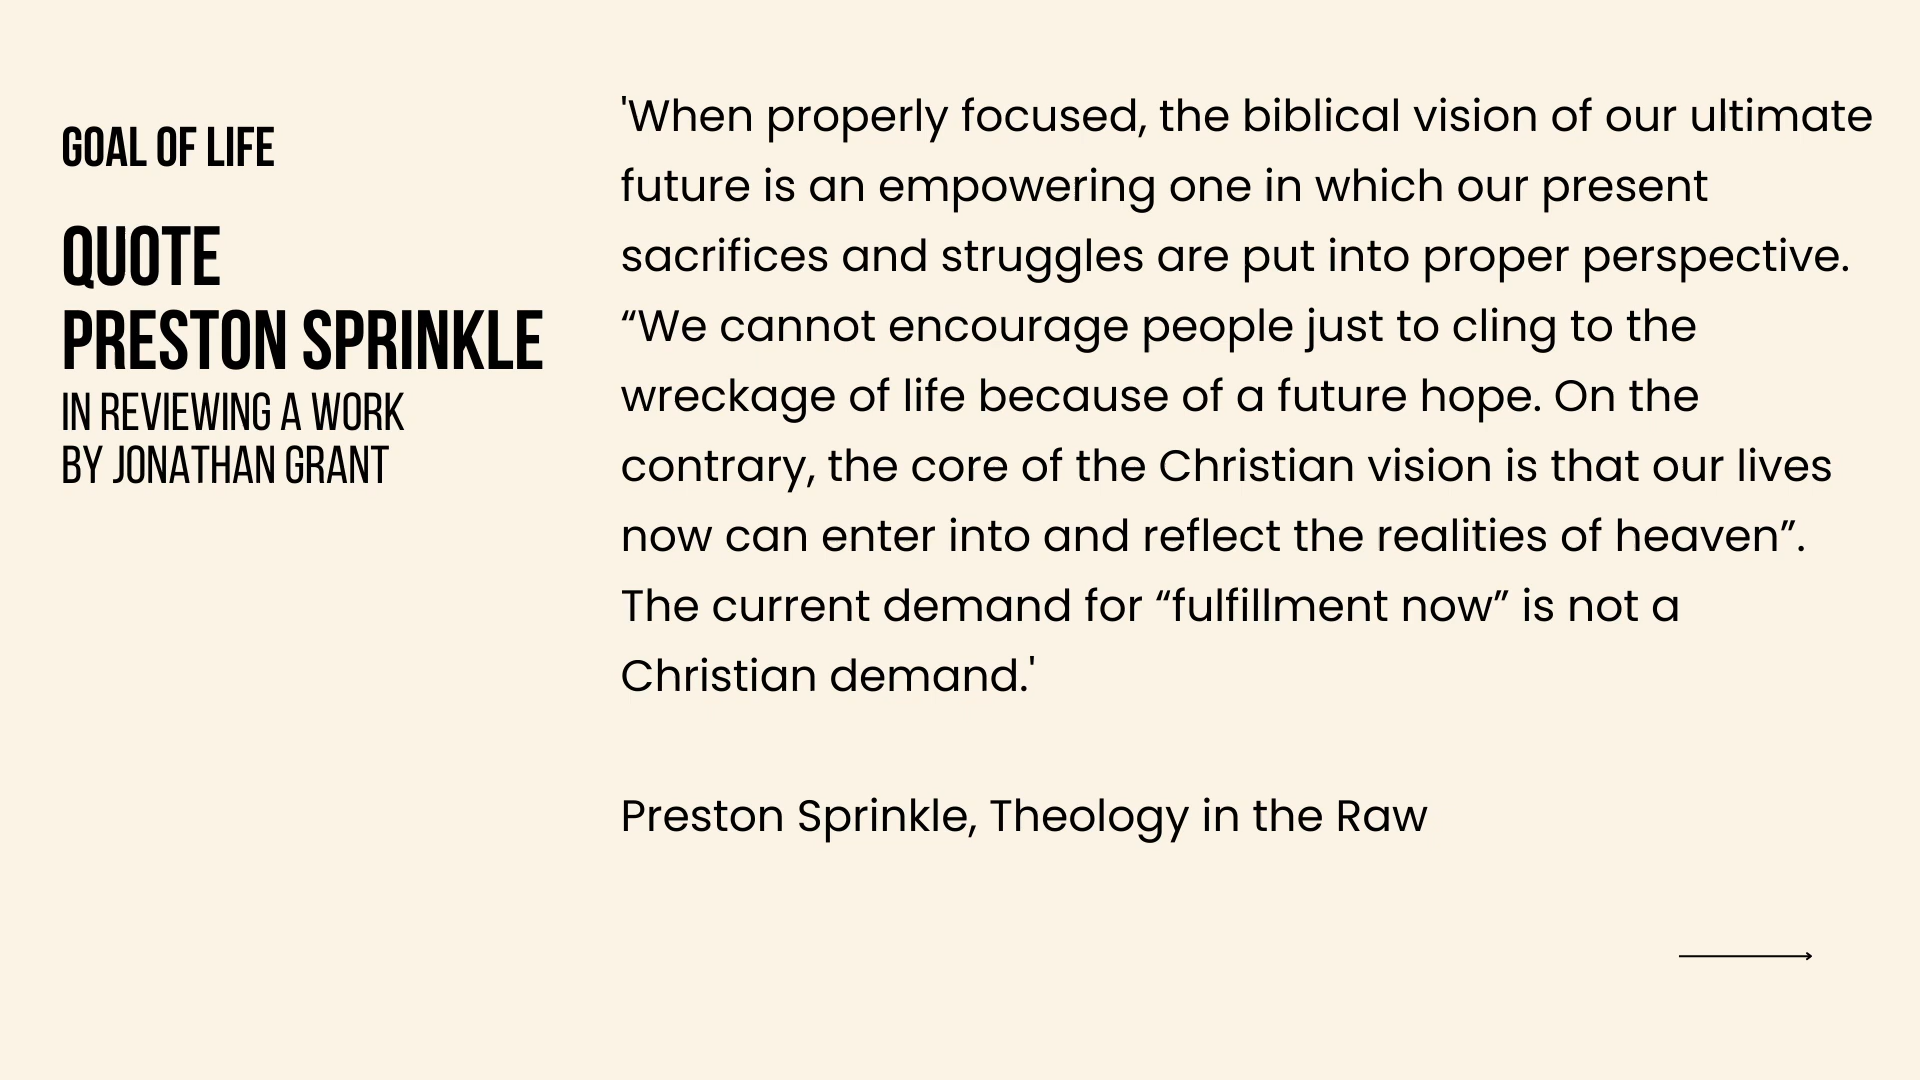 GOAL OF LIFE
QUOTE
PRESTON SPRINKLE
IN REVIEWING A WORK
BY JONATHAN GRANT
'When properly focused, the biblical vision of our ultimate
future is an empowering one in which our present
sacrifices and struggles are put into proper perspective.
“We cannot encourage people just to cling to the
wreckage of life because of a future hope. On the
contrary, the core of the Christian vision is that our lives
now can enter into and reflect the realities of heaven”.
The current demand for “fulfillment now” is not a
Christian demand.'
Preston Sprinkle, Theology in the Raw